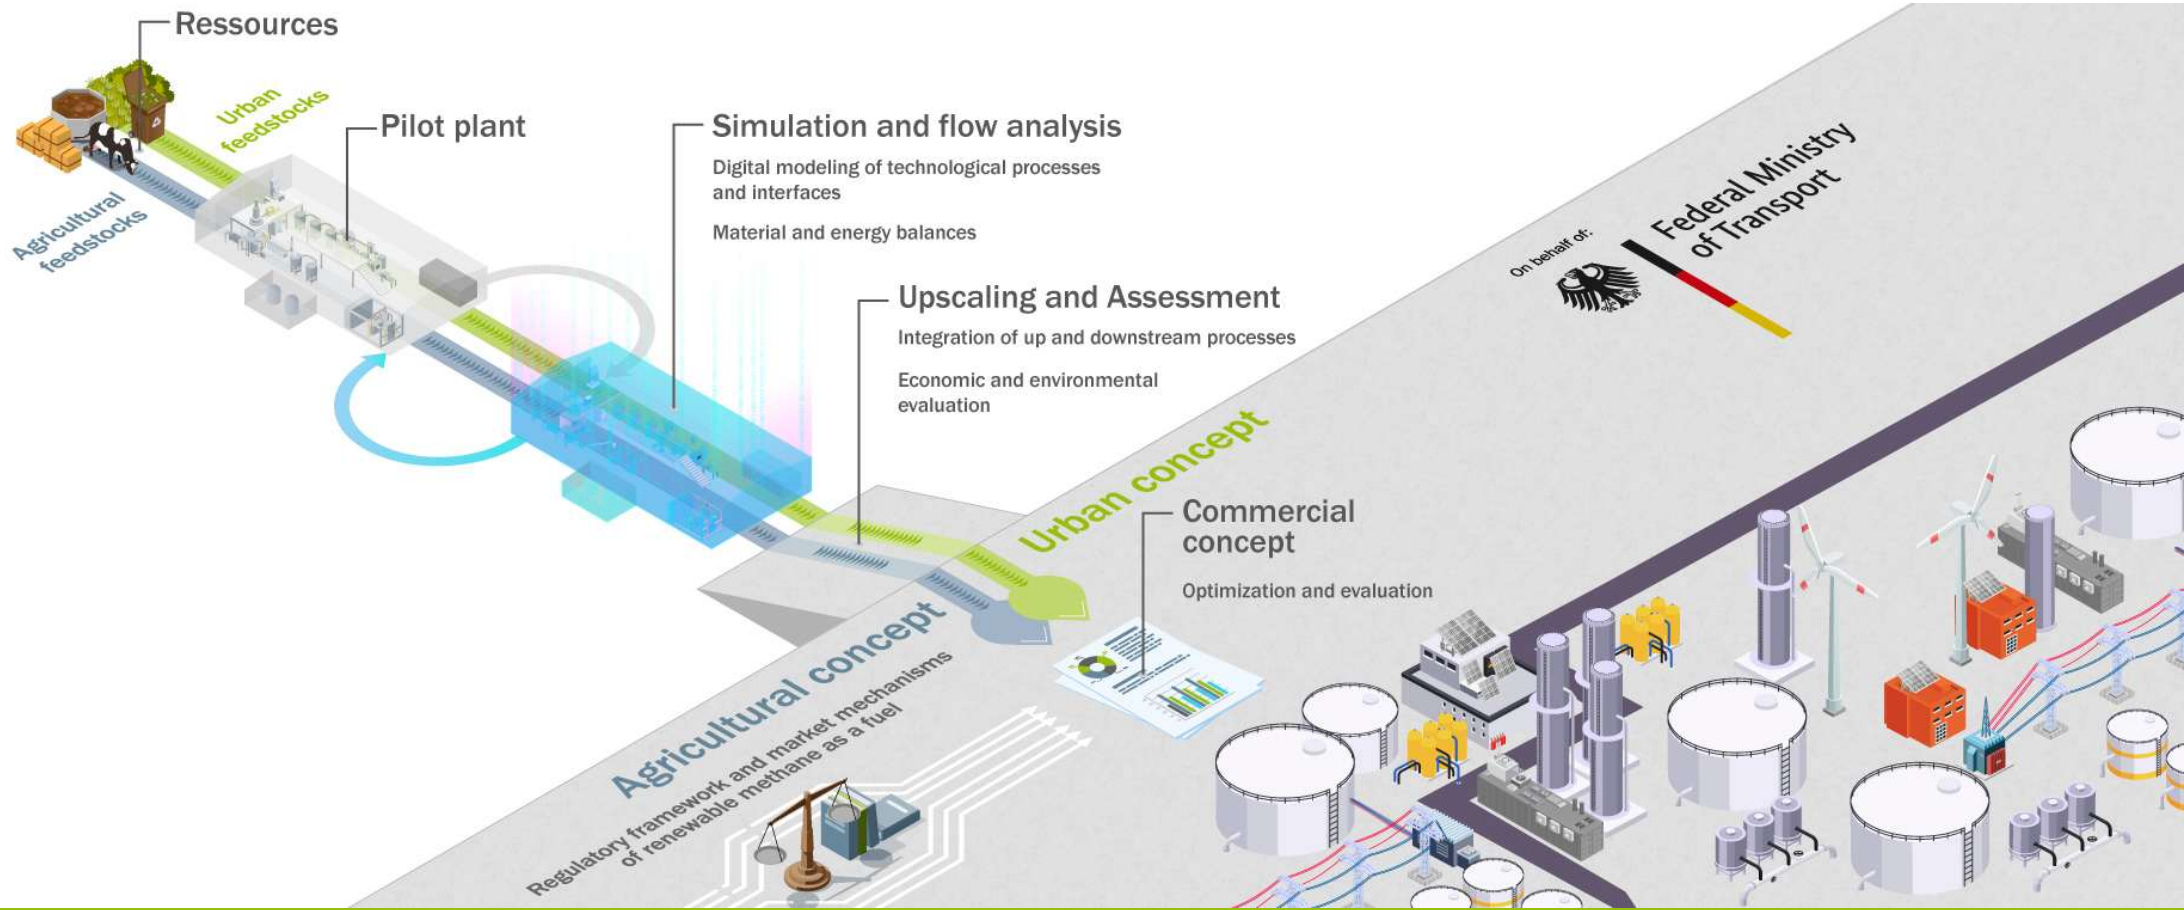 Ressources
Urban
feedstocks
Agricultural
feedstocks
Pilot plant
Simulation and flow analysis
Digital modeling of technological processes
and interfaces
Material and energy balances
Upscaling and Assessment
Integration of up and downstream processes
Economic and environmental
evaluation
On behalf of:
Federal Ministry
of Transport
Urban concept
Commercial
concept
Optimization and evaluation
Agricultural concept
Regulatory framework and market mechanisms
of renewable methane as a fuel